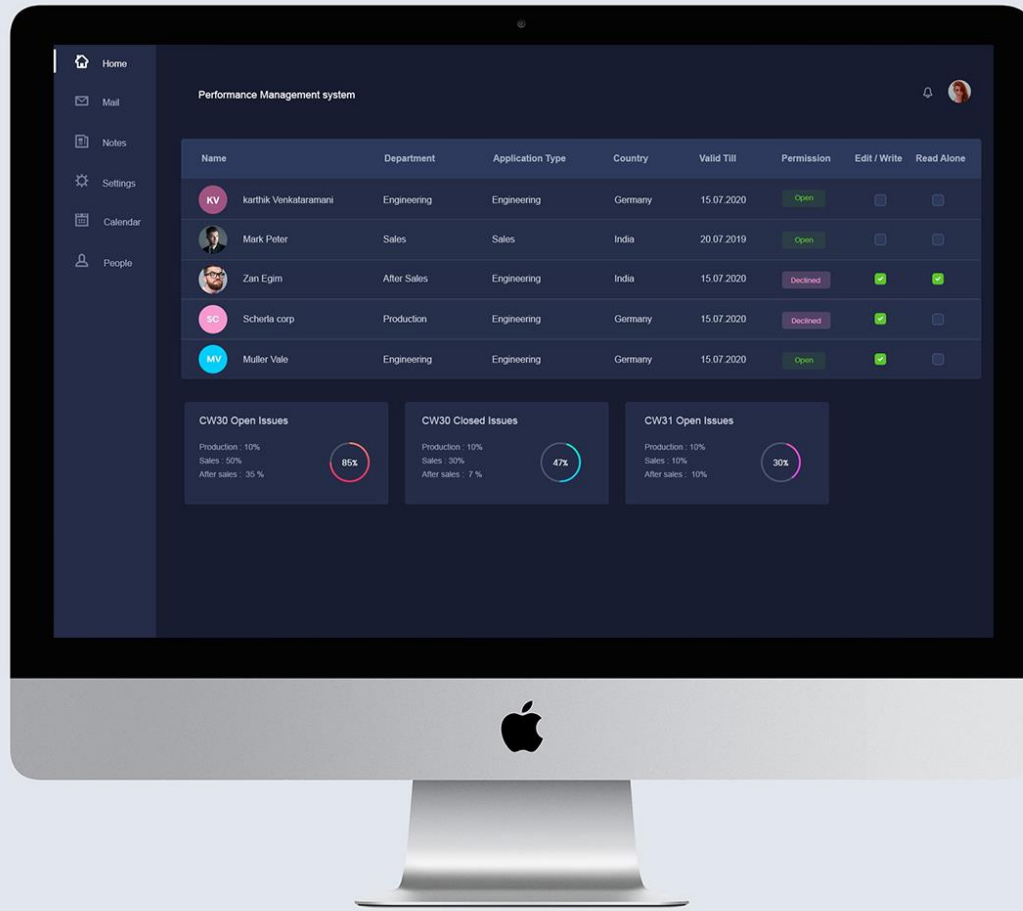 Home
Mail
Notes
Settings
Calendar
People
Performance Management system
Name Department Application Type Country Valid Till Permission Edit / Write Read Alone
KV karthik Venkataramani Engineering Engineering Germany 15.07.2020 Open
Mark Peter Sales Sales India 20.07.2019 Open
Zan Egim After Sales Engineering India 15.07.2020 Declined
SC Scherla corp Production Engineering Germany 15.07.2020 Declined
MV Muller Vale Engineering Engineering Germany 15.07.2020 Open
CW30 Open Issues
Production : 10%
Sales : 50%
After sales : 35 %
85%
CW30 Closed Issues
Production : 10%
Sales : 30%
After sales : 7 %
47%
CW31 Open Issues
Production : 10%
Sales : 10%
After sales : 10%
30%